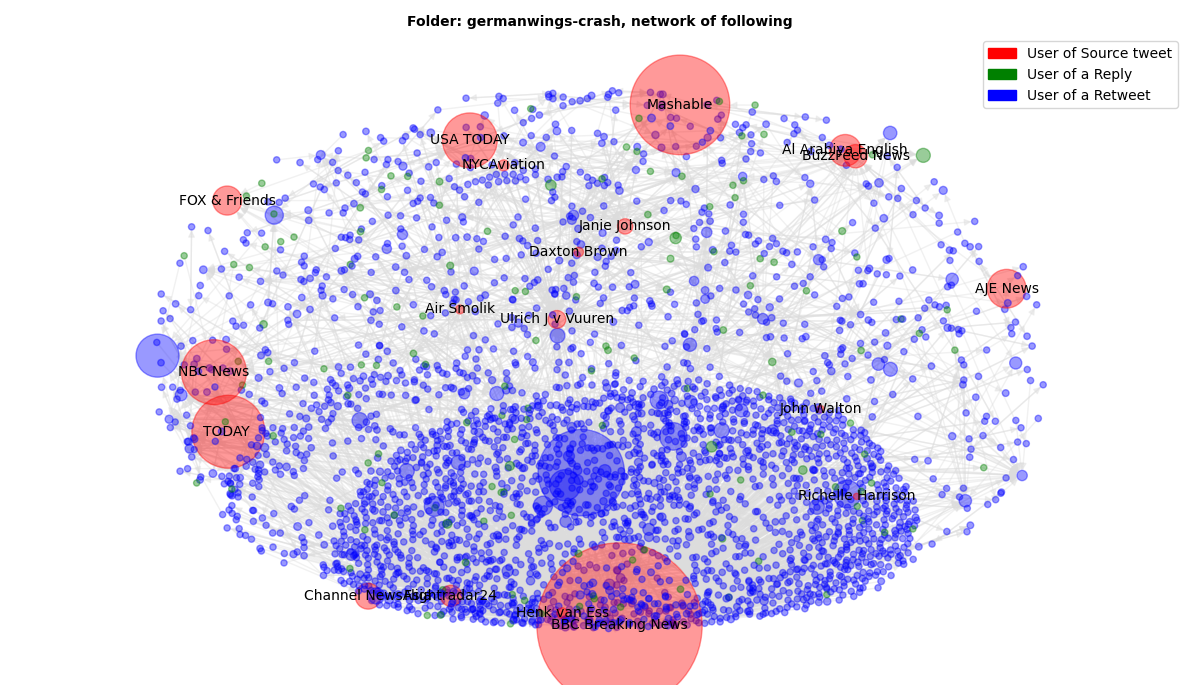 Folder: germanwings-crash, network of following
User of Source tweet
User of a Reply
User of a Retweet
Mashable
USA TODAY
NYCAviation
Al Arabiya English
BuzzFeed News
FOX & Friends
Janie Johnson
Daxton Brown
AJE News
Air Smolik
Ulrich J v Vuuren
NBC News
John Walton
TODAY
Richelle Harrison
Channel NewsAsia
Flightradar24
Henk van Ess
BBC Breaking News